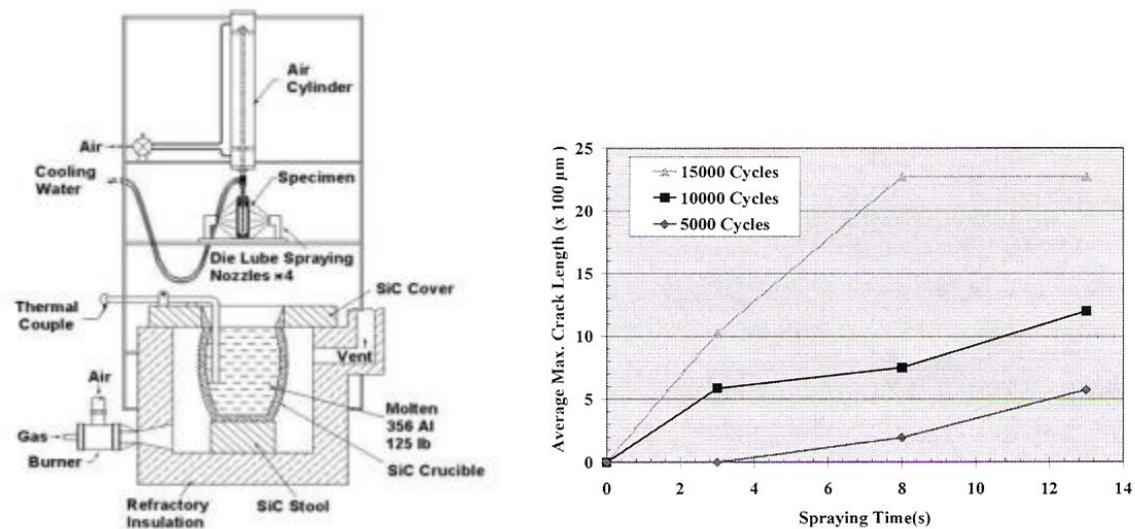 Air
Cylinder
Air
Cooling
Water
Specimen
Die Lube Spraying
Nozzles ×4
SiC Cover
Thermal
Couple
Vent
Air
Molten
356 Al
125 lb
Gas
Burner
SiC Crucible
SiC Stool
Refractory
Insulation
Average Max. Crack Length (x 100 µm )
25
20
15
10
5
0
15000 Cycles
10000 Cycles
5000 Cycles
0 2 4 6 8 10 12 14
Spraying Time(s)